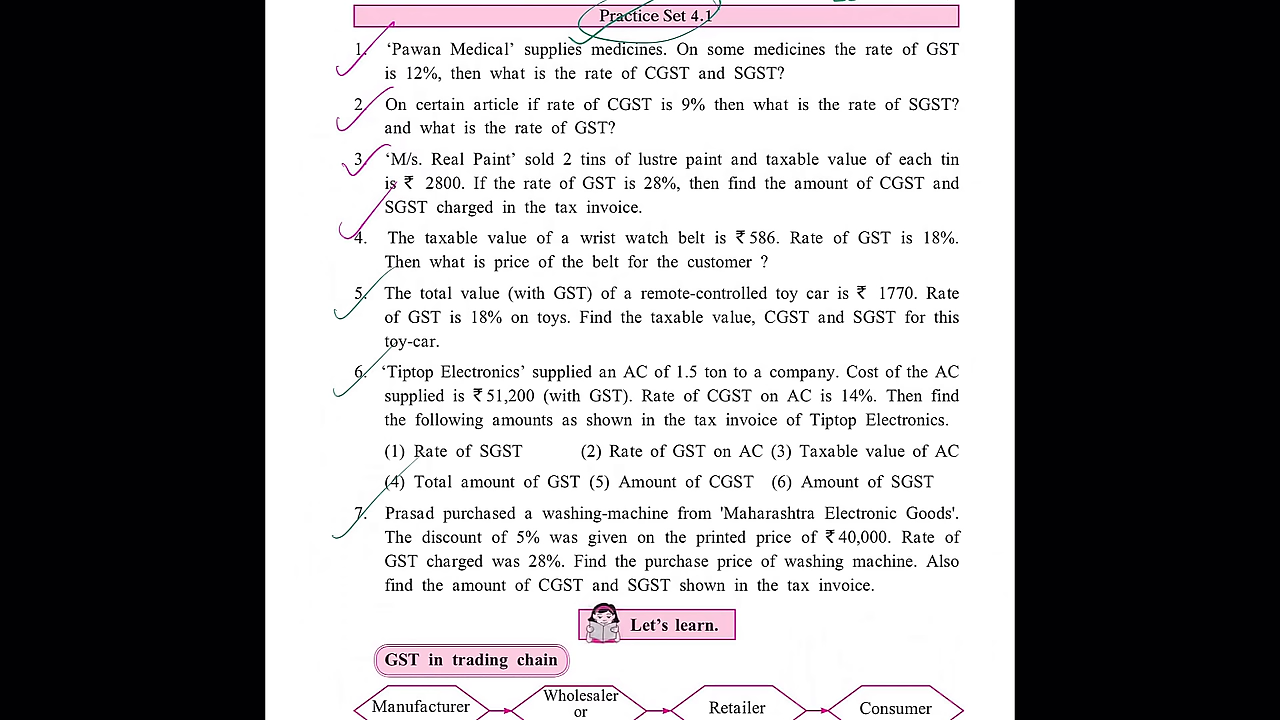 Practice Set 4.1
1. ‘Pawan Medical’ supplies medicines. On some medicines the rate of GST
is 12%, then what is the rate of CGST and SGST?
2. On certain article if rate of CGST is 9% then what is the rate of SGST?
and what is the rate of GST?
3. ‘M/s. Real Paint’ sold 2 tins of lustre paint and taxable value of each tin
is ₹ 2800. If the rate of GST is 28%, then find the amount of CGST and
SGST charged in the tax invoice.
4. The taxable value of a wrist watch belt is ₹ 586. Rate of GST is 18%.
Then what is price of the belt for the customer ?
5. The total value (with GST) of a remote-controlled toy car is ₹ 1770. Rate
of GST is 18% on toys. Find the taxable value, CGST and SGST for this
toy-car.
6. ‘Tiptop Electronics’ supplied an AC of 1.5 ton to a company. Cost of the AC
supplied is ₹ 51,200 (with GST). Rate of CGST on AC is 14%. Then find
the following amounts as shown in the tax invoice of Tiptop Electronics.
(1) Rate of SGST (2) Rate of GST on AC (3) Taxable value of AC
(4) Total amount of GST (5) Amount of CGST (6) Amount of SGST
7. Prasad purchased a washing-machine from 'Maharashtra Electronic Goods'.
The discount of 5% was given on the printed price of ₹ 40,000. Rate of
GST charged was 28%. Find the purchase price of washing machine. Also
find the amount of CGST and SGST shown in the tax invoice.
Let’s learn.
GST in trading chain
Manufacturer Wholesaler or Retailer Consumer